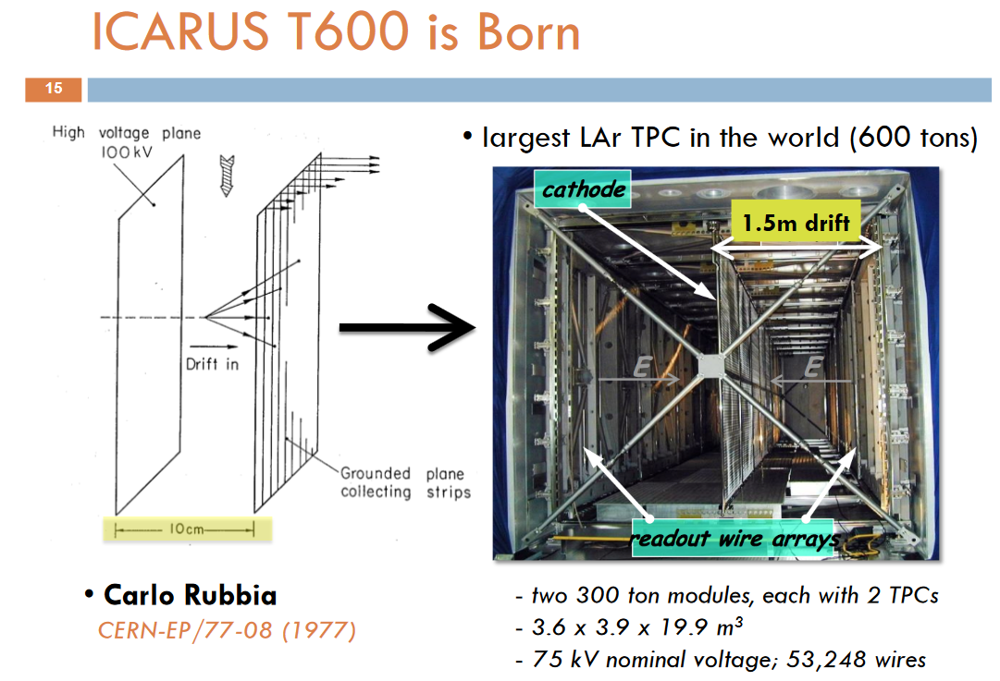 ICARUS T600 is Born
15
High voltage plane
100 kV
Drift in
Grounded plane
collecting strips
10cm
• Carlo Rubbia
CERN-EP/77-08 (1977)
• largest LAr TPC in the world (600 tons)
cathode
1.5m drift
E
E
readout wire arrays
- two 300 ton modules, each with 2 TPCs
- 3.6 x 3.9 x 19.9 m³
- 75 kV nominal voltage; 53,248 wires